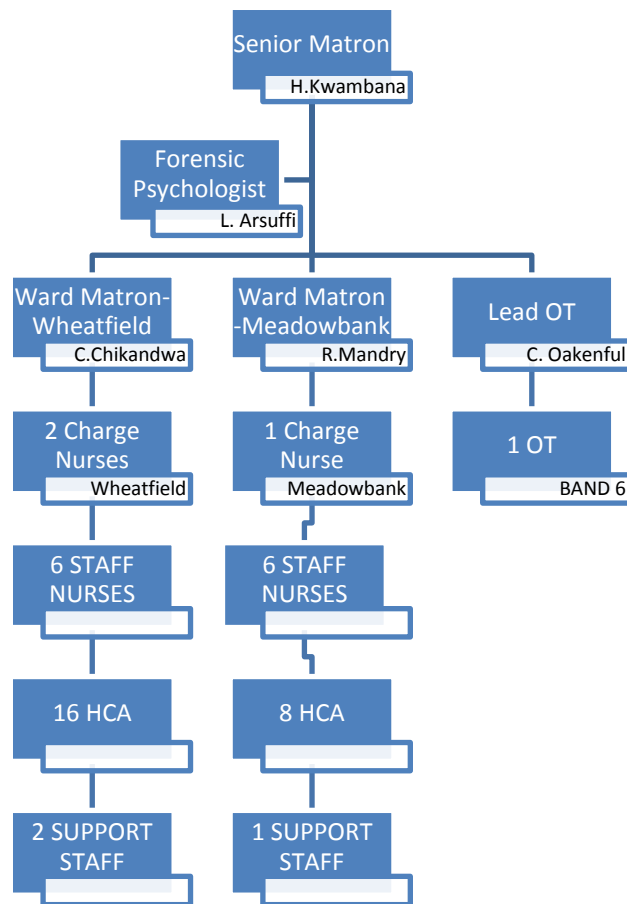 Senior Matron
H.Kwambana
Forensic
Psychologist
L. Arsuffi
Ward Matron-
Wheatfield
C.Chikandwa
Ward Matron
-Meadowbank
R.Mandry
Lead OT
C. Oakenful
2 Charge
Nurses
Wheatfield
1 Charge
Nurse
Meadowbank
1 OT
BAND 6
6 STAFF
NURSES
6 STAFF
NURSES
16 HCA
8 HCA
2 SUPPORT
STAFF
1 SUPPORT
STAFF